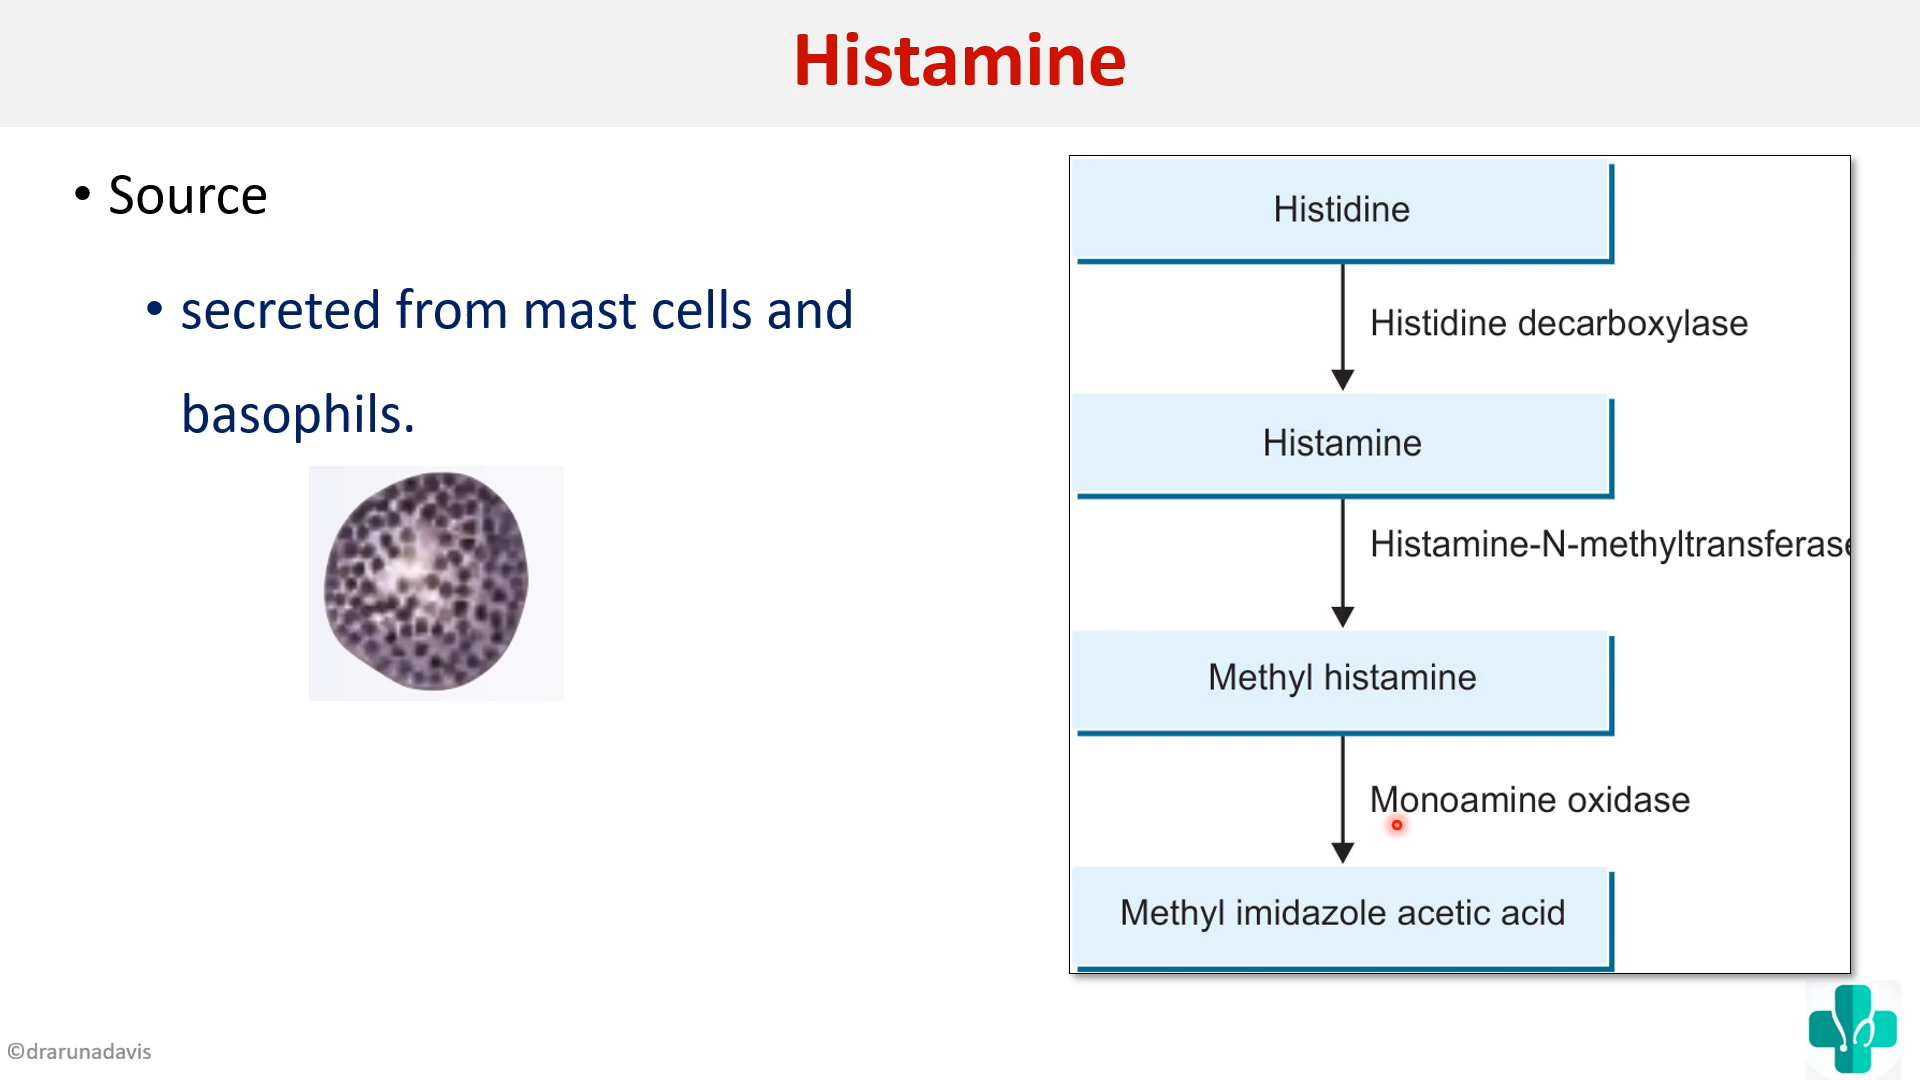 Histamine
• Source
• secreted from mast cells and
basophils.
Histidine
Histidine decarboxylase
Histamine
Histamine-N-methyltransferase
Methyl histamine
Monoamine oxidase
Methyl imidazole acetic acid
©drarunadavis